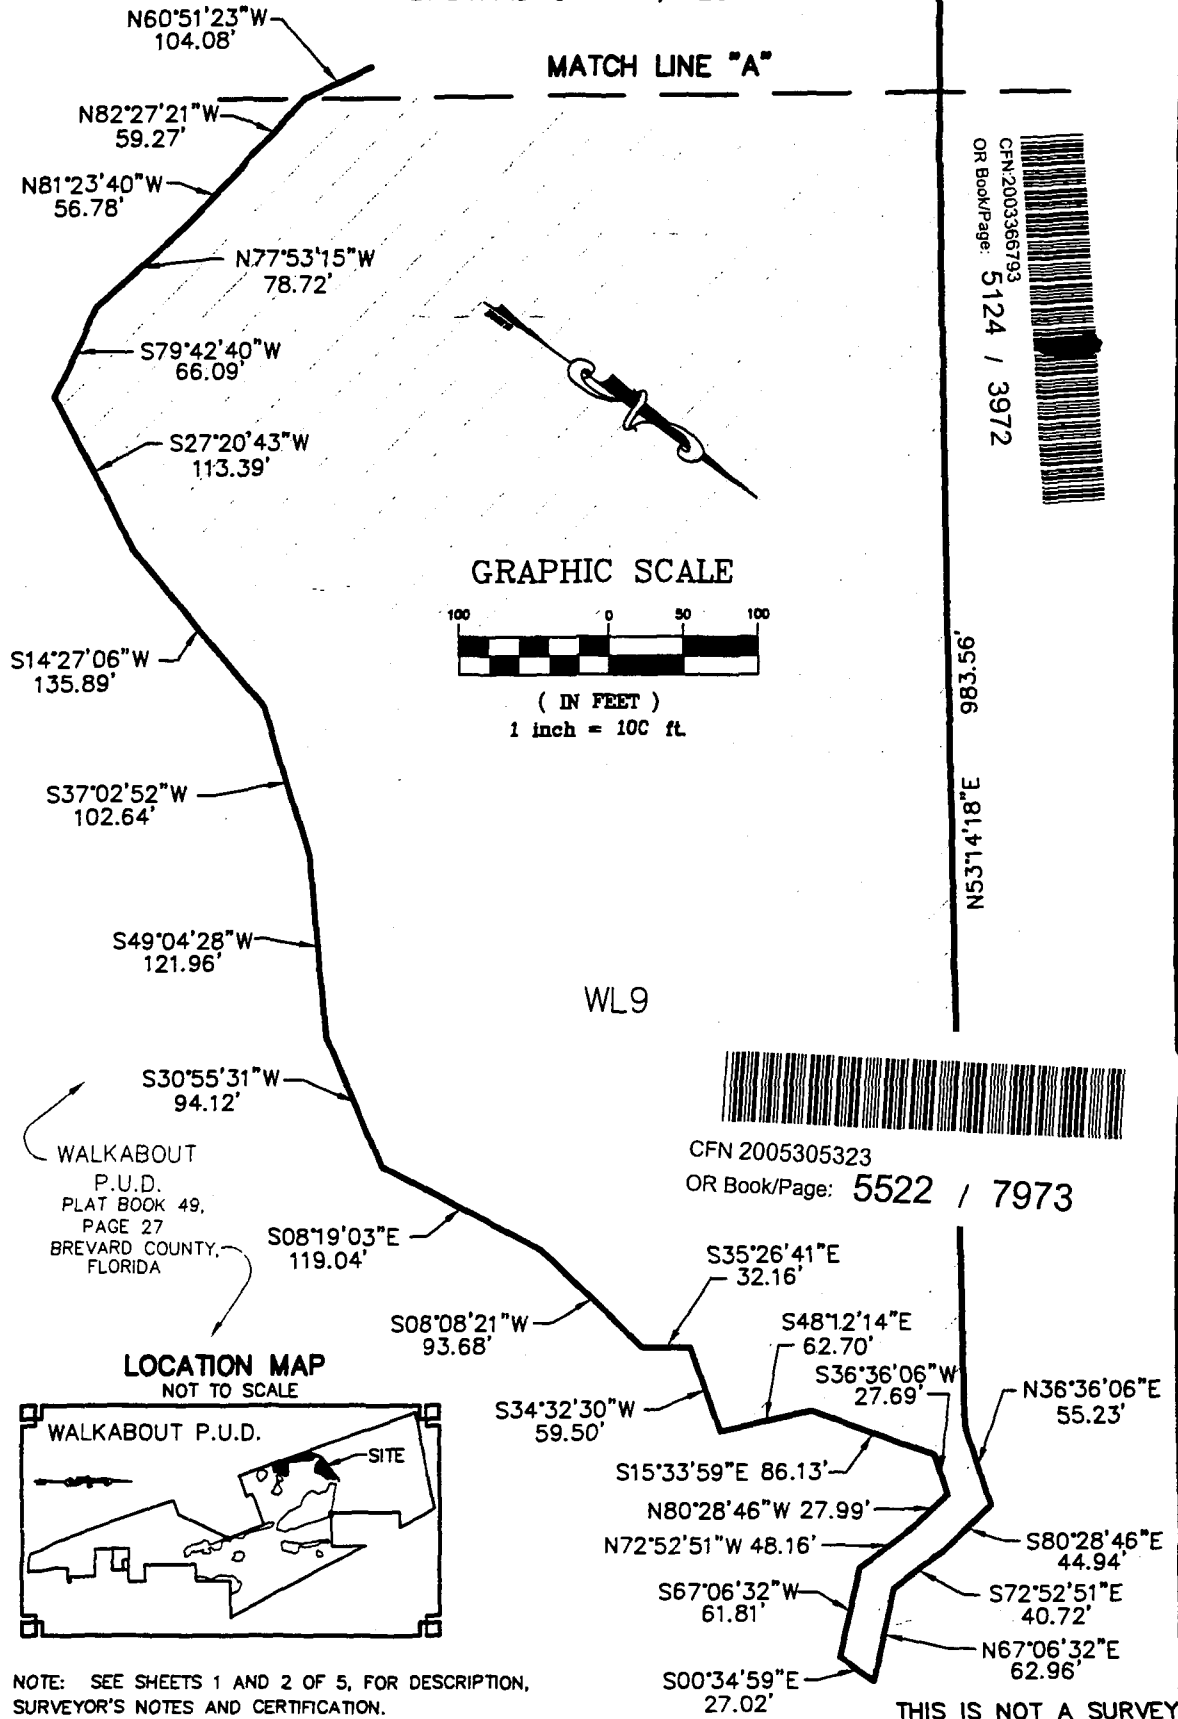 N60°51'23"W
104.08'
MATCH LINE "A"
N82°27'21"W
59.27'
N81°23'40"W
56.78'
N77°53'15"W
78.72'
S79°42'40"W
66.09'
S27°20'43"W
113.39'
CFN:2003366793
OR Book/Page: 5124 / 3972
GRAPHIC SCALE
100 0 50 100
( IN FEET )
1 inch = 100 ft.
S14°27'06"W
135.89'
983.56'
N53°14'18"E
S37°02'52"W
102.64'
S49°04'28"W
121.96'
WL9
S30°55'31"W
94.12'
CFN 2005305323
OR Book/Page: 5522 / 7973
WALKABOUT
P.U.D.
PLAT BOOK 49,
PAGE 27
BREVARD COUNTY,
FLORIDA
S08°19'03"E
119.04'
S35°26'41"E
32.16'
S08°08'21"W
93.68'
S48°12'14"E
62.70'
S36°36'06"W
27.69'
N36°36'06"E
55.23'
S34°32'30"W
59.50'
S15°33'59"E 86.13'
N80°28'46"W 27.99'
N72°52'51"W 48.16'
S80°28'46"E
44.94'
S67°06'32"W
61.81'
S72°52'51"E
40.72'
N67°06'32"E
62.96'
S00°34'59"E
27.02'
LOCATION MAP
NOT TO SCALE
WALKABOUT P.U.D.
SITE
NOTE: SEE SHEETS 1 AND 2 OF 5, FOR DESCRIPTION,
SURVEYOR'S NOTES AND CERTIFICATION.
THIS IS NOT A SURVEY